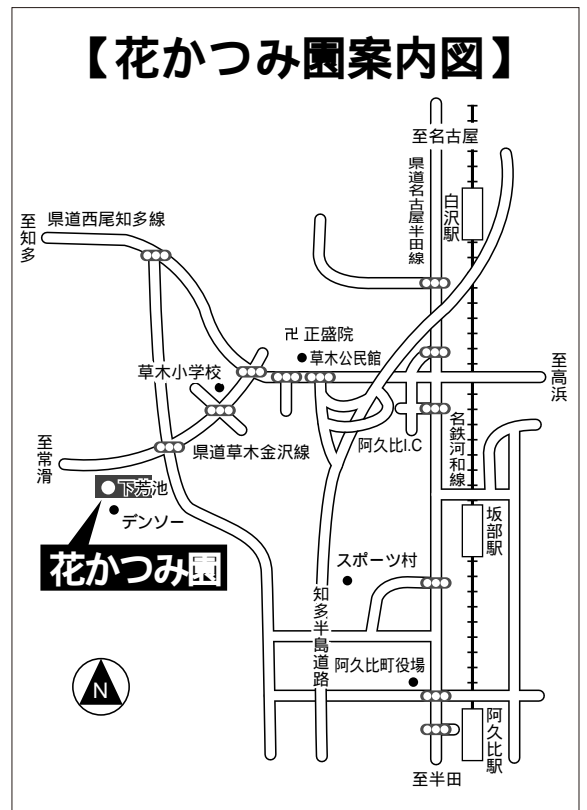 【花かつみ園案内図】
至名古屋
県道名古屋半田線
白沢駅
県道西尾知多線
至知多
卍 正盛院
草木公民館
草木小学校
至高浜
至常滑
県道草木金沢線
阿久比I.C
名鉄河和線
下芳池
デンソー
花かつみ園
坂部駅
スポーツ村
知多半島道路
阿久比町役場
N
阿久比駅
至半田